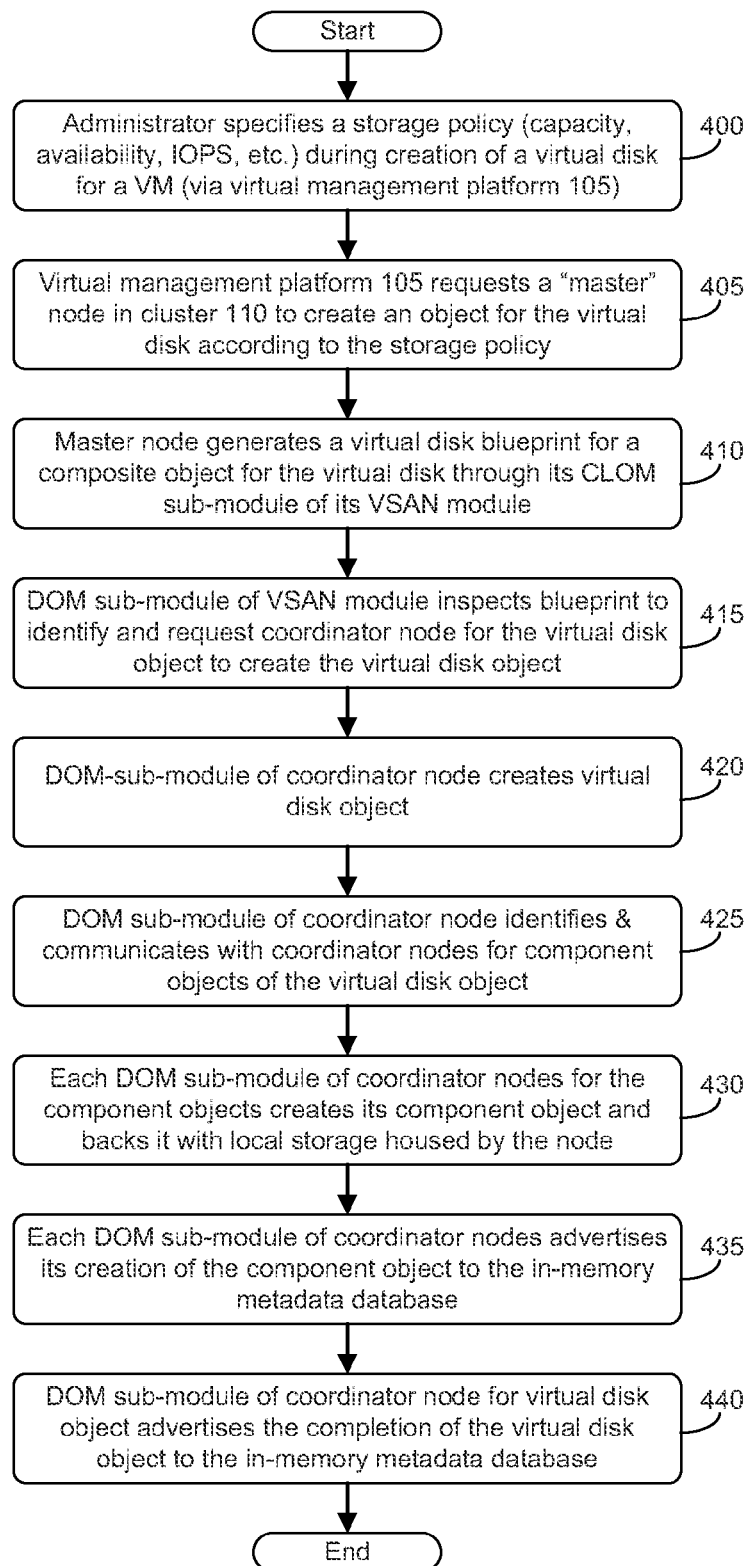 Start
Administrator specifies a storage policy (capacity,
availability, IOPS, etc.) during creation of a virtual disk
for a VM (via virtual management platform 105)
400
Virtual management platform 105 requests a “master”
node in cluster 110 to create an object for the virtual
disk according to the storage policy
405
Master node generates a virtual disk blueprint for a
composite object for the virtual disk through its CLOM
sub-module of its VSAN module
410
DOM sub-module of VSAN module inspects blueprint to
identify and request coordinator node for the virtual disk
object to create the virtual disk object
415
DOM-sub-module of coordinator node creates virtual
disk object
420
DOM sub-module of coordinator node identifies &
communicates with coordinator nodes for component
objects of the virtual disk object
425
Each DOM sub-module of coordinator nodes for the
component objects creates its component object and
backs it with local storage housed by the node
430
Each DOM sub-module of coordinator nodes advertises
its creation of the component object to the in-memory
metadata database
435
DOM sub-module of coordinator node for virtual disk
object advertises the completion of the virtual disk
object to the in-memory metadata database
440
End